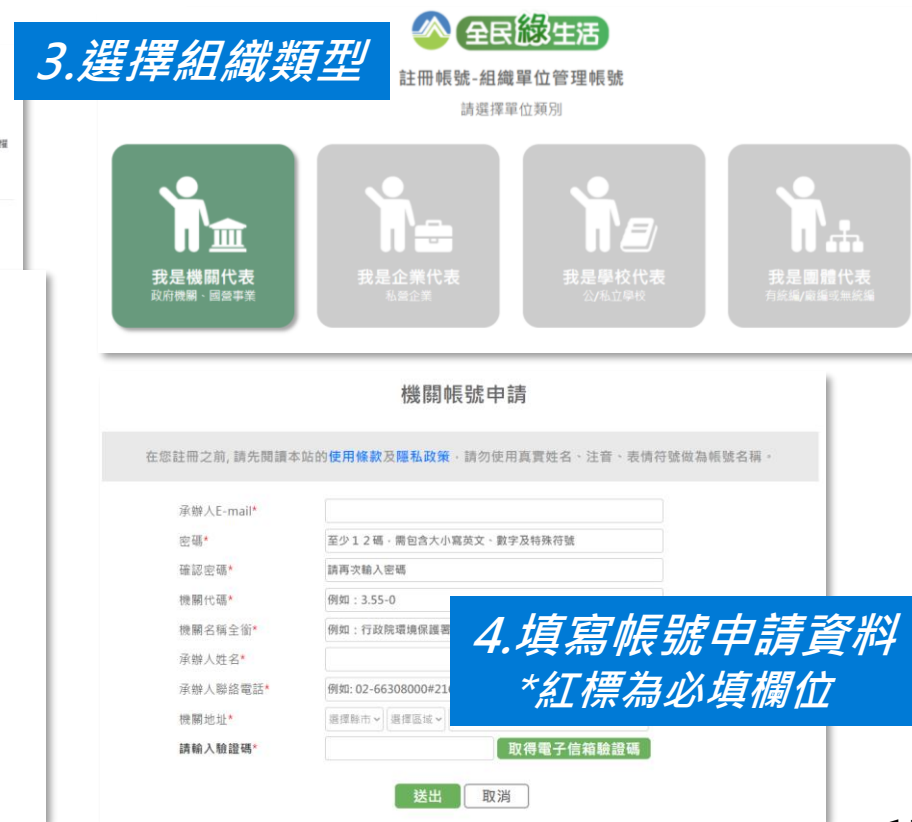 3.選擇組織類型
全民綠生活
註冊帳號-組織單位管理帳號
請選擇單位類別
我是機關代表
政府機關、國營事業
我是企業代表
私營企業
我是學校代表
公/私立學校
我是團體代表
有統編/扁編或無統編
機關帳號申請
在您註冊之前, 請先閱讀本站的使用條款及隱私政策，請勿使用真實姓名、注音、表情符號做為帳號名稱。
承辦人E-mail*
密碼* 至少１２碼，需包含大小寫英文、數字及特殊符號
確認密碼* 請再次輸入密碼
機關代碼* 例如：3.55-0
機關名稱全銜* 例如：行政院環境保護署
承辦人姓名*
承辦人聯絡電話* 例如: 02-66308000#21
機關地址* 選擇縣市 選擇區域
請輸入驗證碼* 取得電子信箱驗證碼
4.填寫帳號申請資料
*紅標為必填欄位
送出 取消